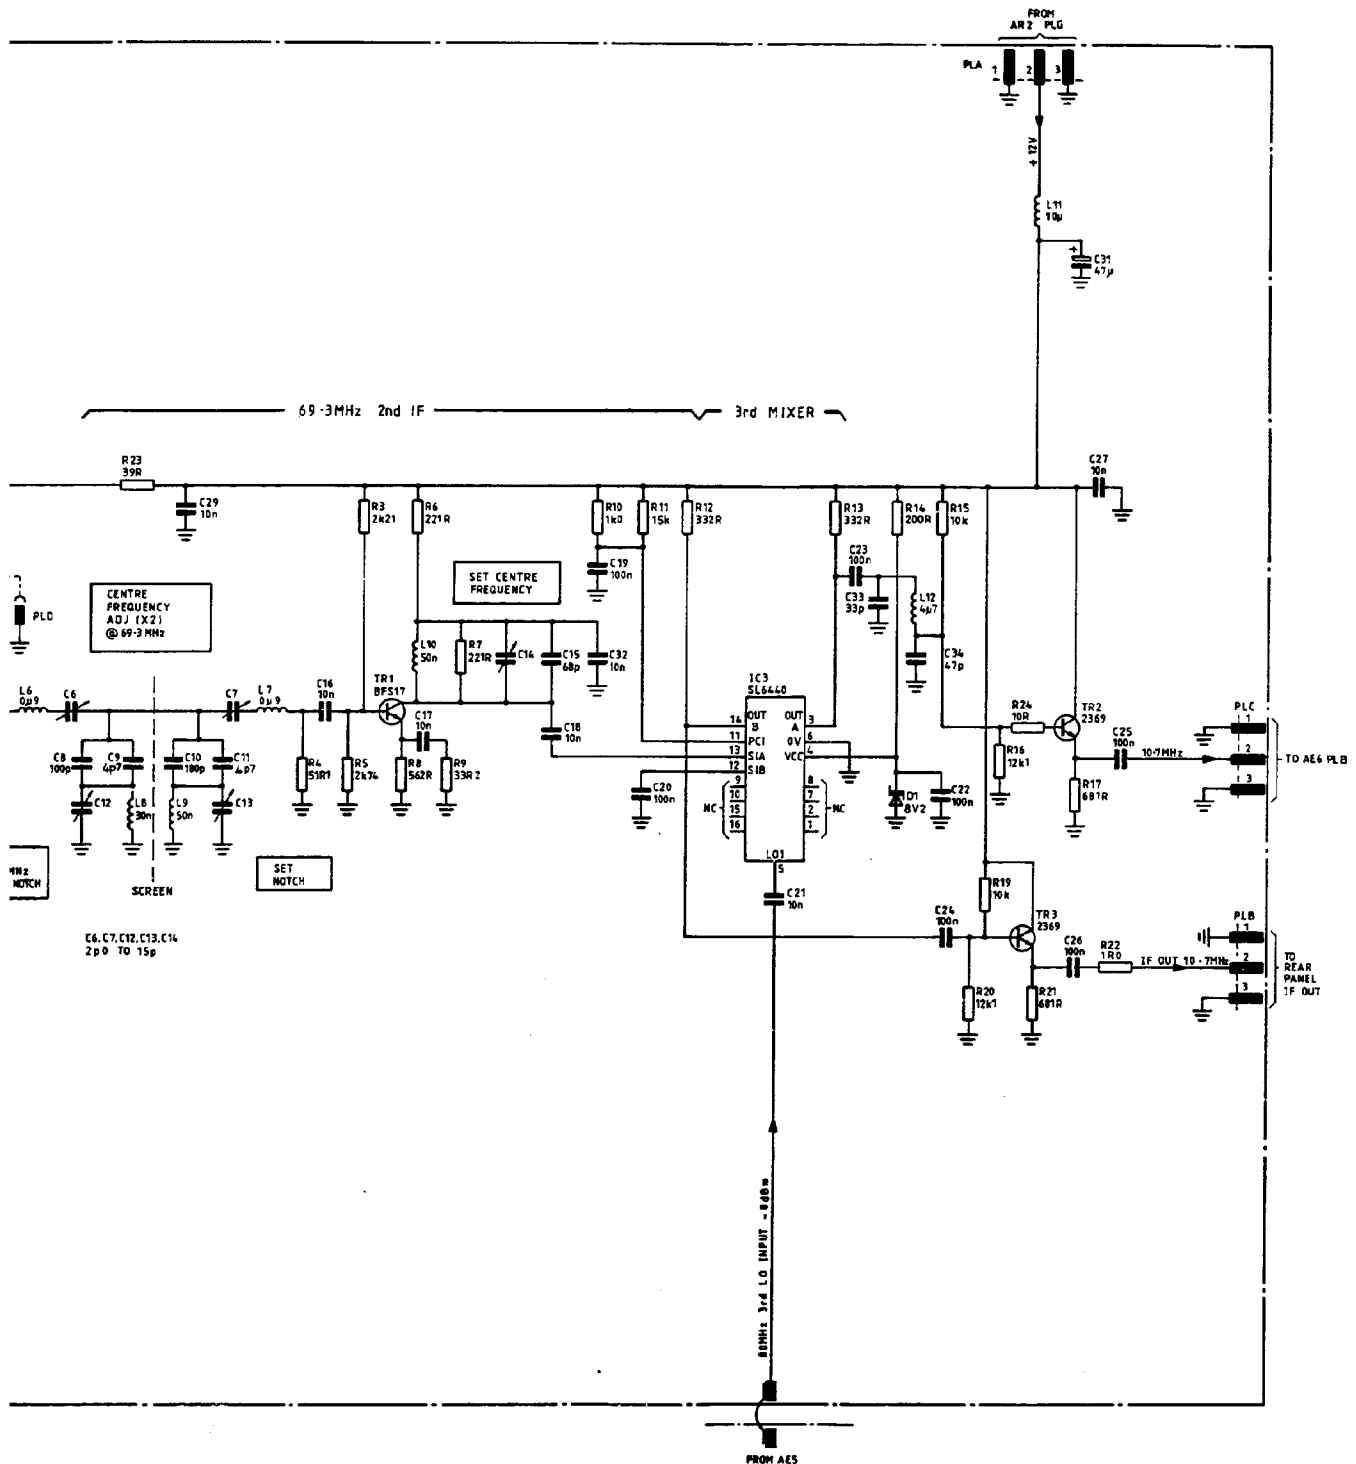 FROM
AR2 PLG
PLA 1 2 3
+ 12V
L11
10μ
+
C31
47μ
69·3MHz 2nd IF
3rd MIXER
R23
39R
C29
10n
R3
2k21
R6
221R
R10
1k0
R11
15k
R12
332R
R13
332R
R14
200R
R15
10k
C27
10n
C19
100n
C23
100n
C33
33p
L12
4μ7
C34
47p
PLD
CENTRE
FREQUENCY
ADJ (X2)
@ 69·3 MHz
SET CENTRE
FREQUENCY
L10
50n
R7
221R
C14
C15
68p
C32
10n
L6
0μ9
C6
C7
L7
0μ9
C16
10n
TR1
BFS17
C17
10n
C18
10n
C8
100p
C9
4p7
C10
180p
C11
4p7
R4
51R1
R5
2k74
R8
562R
R9
33R2
C12
L8
30n
L9
50n
C13
SCREEN
MHz
NOTCH
SET
NOTCH
C6,C7,C12,C13,C14
2p0 TO 15p
IC3
SL6440
14 OUT B
11 PCI
13 SIA
12 SIB
OUT A 3
0V 6
VCC 4
NC
9
10
15
16
8
7
2
1
NC
LO1
5
C20
100n
C21
10n
D1
8V2
C22
100n
R24
10R
R16
12k1
TR2
2369
C25
100n
10·7MHz
R17
681R
PLC
1
2
3
TO AE6 PLB
R19
10k
C24
100n
TR3
2369
C26
100n
R22
1R0
IF OUT 10·7MHz
R20
12k1
R21
681R
PLB
1
2
3
TO
REAR
PANEL
IF OUT
80MHz 3rd LO INPUT -8dBm
FROM AE5